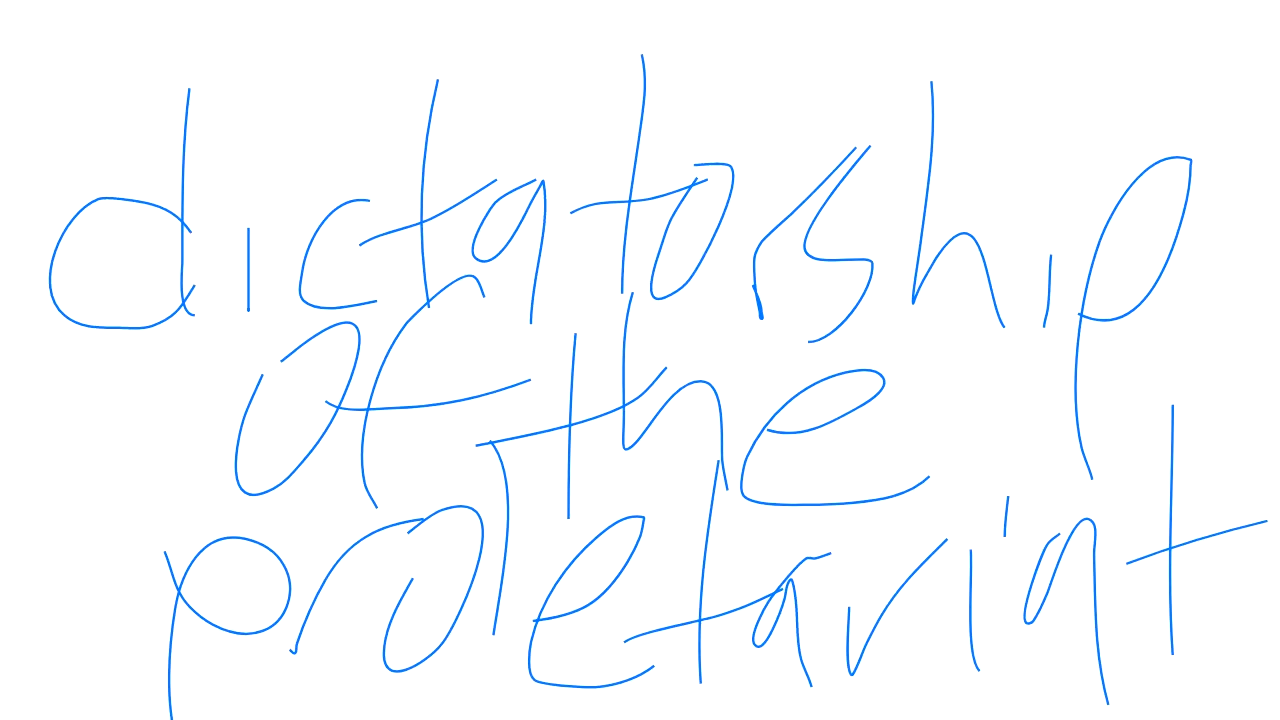 dictatorship
of the
proletariat